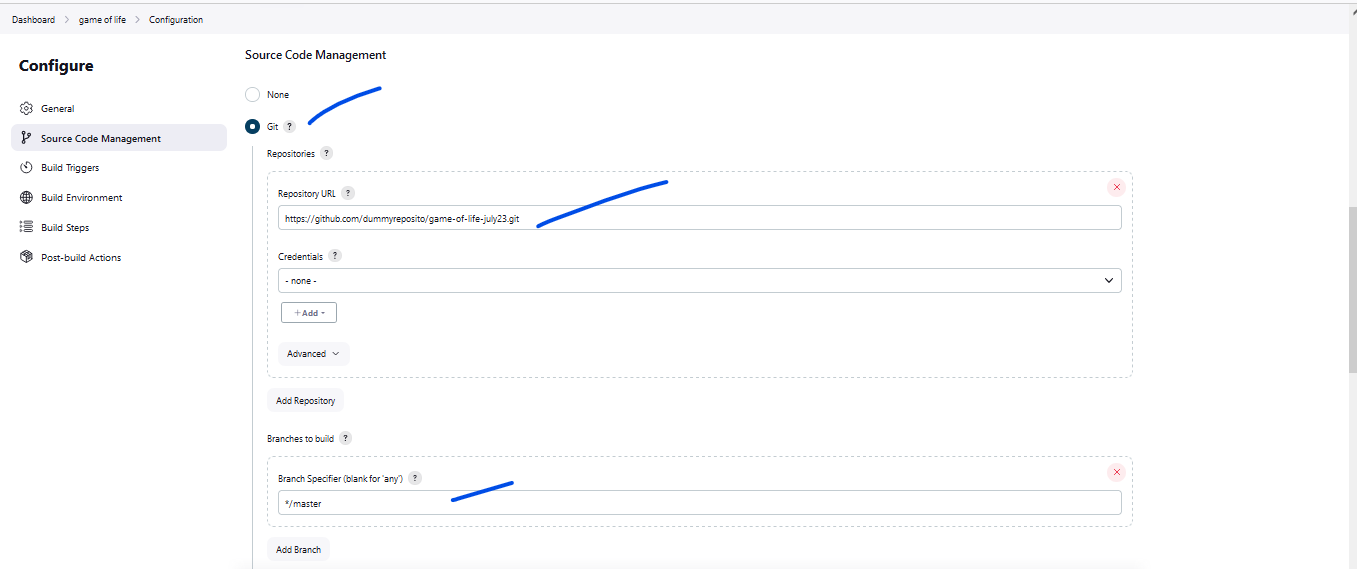 Dashboard > game of life > Configuration
Configure
General
Source Code Management
Build Triggers
Build Environment
Build Steps
Post-build Actions
Source Code Management
None
Git ?
Repositories ?
Repository URL ?
https://github.com/dummyreposito/game-of-life-july23.git
Credentials ?
- none -
+Add
Advanced
Add Repository
Branches to build ?
Branch Specifier (blank for 'any') ?
*/master
Add Branch